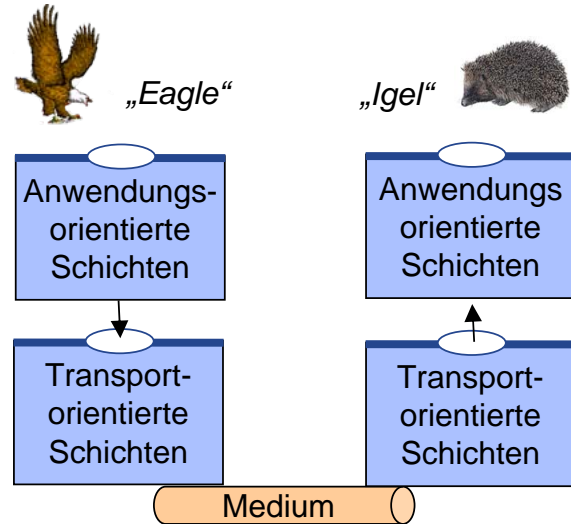 „Eagle“
„Igel“
Anwendungs-
orientierte
Schichten
Anwendungs
orientierte
Schichten
Transport-
orientierte
Schichten
Transport-
orientierte
Schichten
Medium